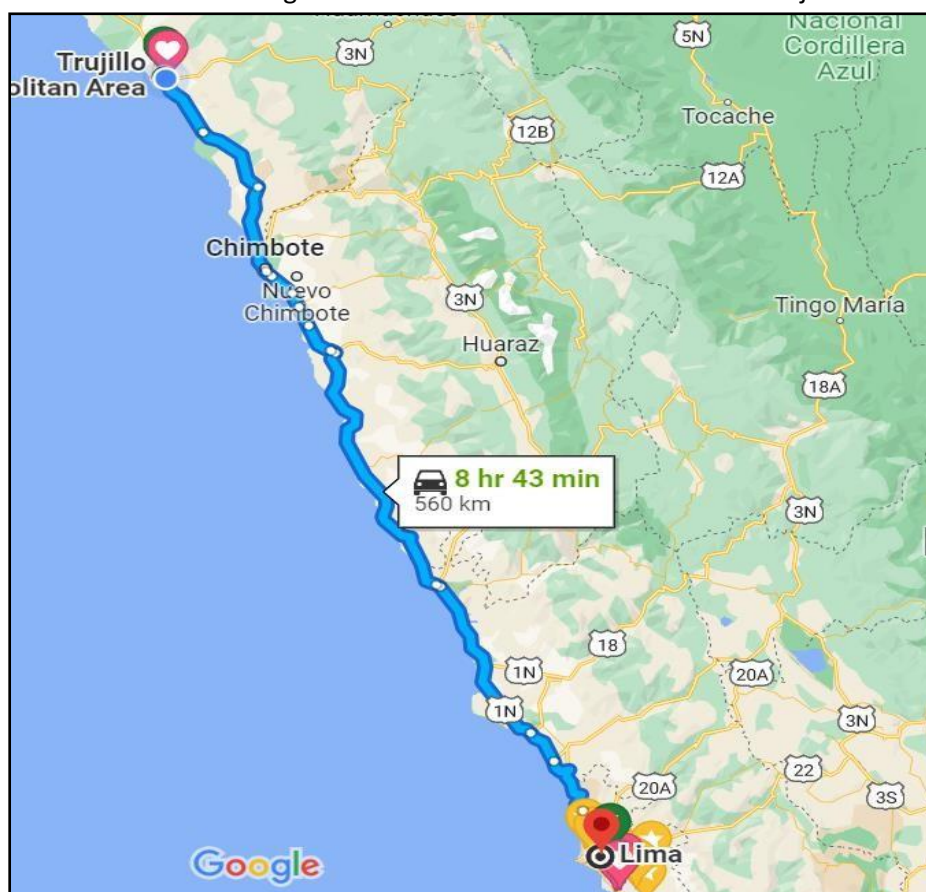 Nacional
Cordillera
Azul
Trujillo
olitan Area
3N
5N
Tocache
12B
12A
Chimbote
Nuevo
Chimbote
3N
Huaraz
Tingo María
18A
8 hr 43 min
560 km
3N
1N
18
1N
20A
3N
20A
22
3S
Google
Lima